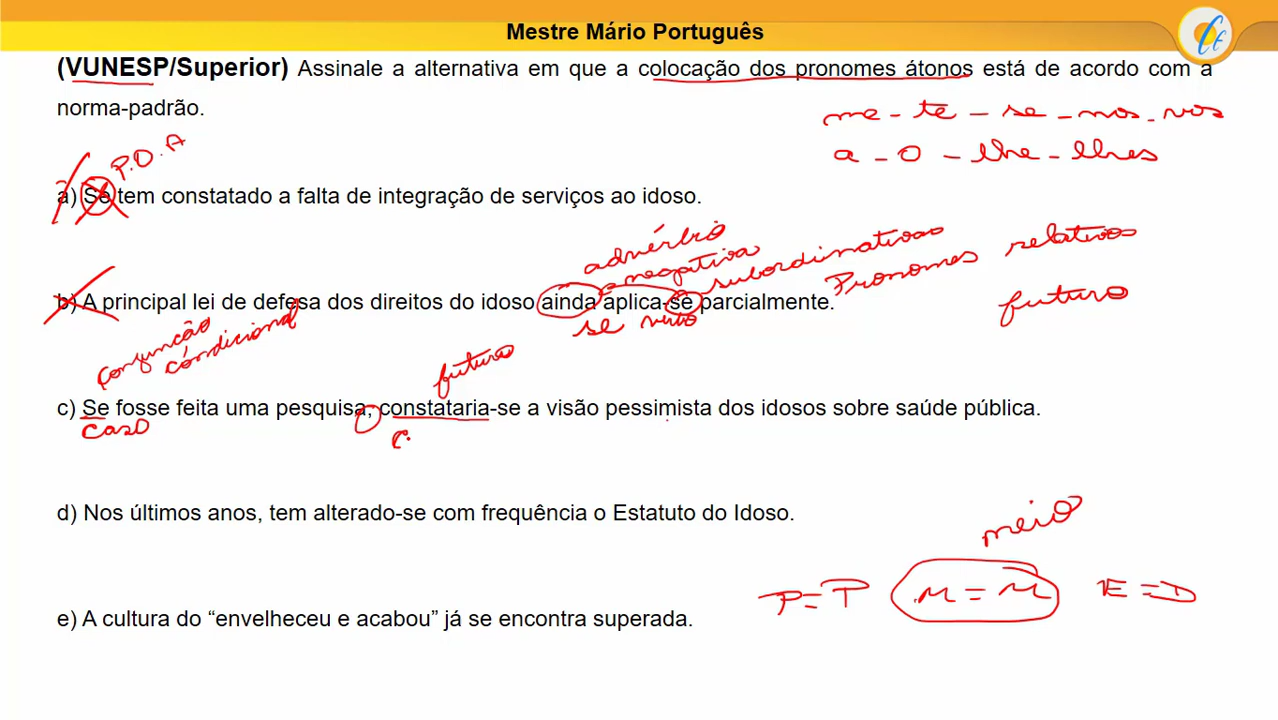 Mestre Mário Português
(VUNESP/Superior) Assinale a alternativa em que a colocação dos pronomes átonos está de acordo com a
norma-padrão.
me - te - se - nos - vos
a - o - lhe - lhes
P.O.A
a) Se tem constatado a falta de integração de serviços ao idoso.
advérbio
negativa subordinativas Pronomes relativos
b) A principal lei de defesa dos direitos do idoso ainda aplica-se parcialmente.
se
futuro
conjunção
condicional
futuro
c) Se fosse feita uma pesquisa, constataria-se a visão pessimista dos idosos sobre saúde pública.
caso
d) Nos últimos anos, tem alterado-se com frequência o Estatuto do Idoso.
meio
P=T M=M E=D
e) A cultura do “envelheceu e acabou” já se encontra superada.